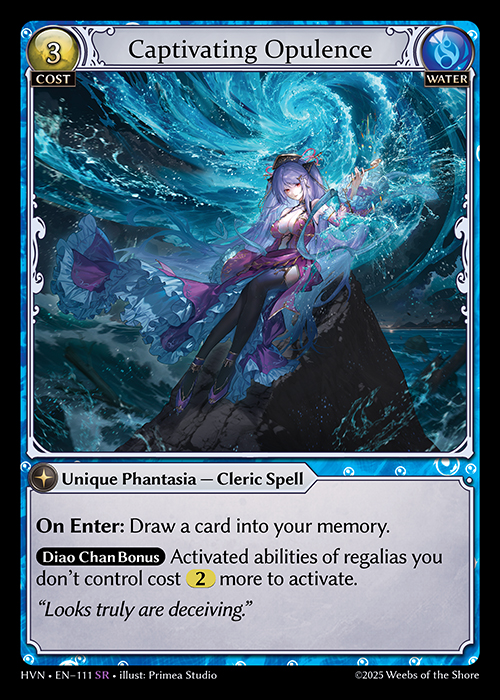 3
Captivating Opulence
COST
WATER
Unique Phantasia — Cleric Spell
On Enter: Draw a card into your memory.
Diao Chan Bonus Activated abilities of regalias you
don't control cost 2 more to activate.
“Looks truly are deceiving.”
HVN • EN-111 SR • illust: Primea Studio
©2025 Weebs of the Shore